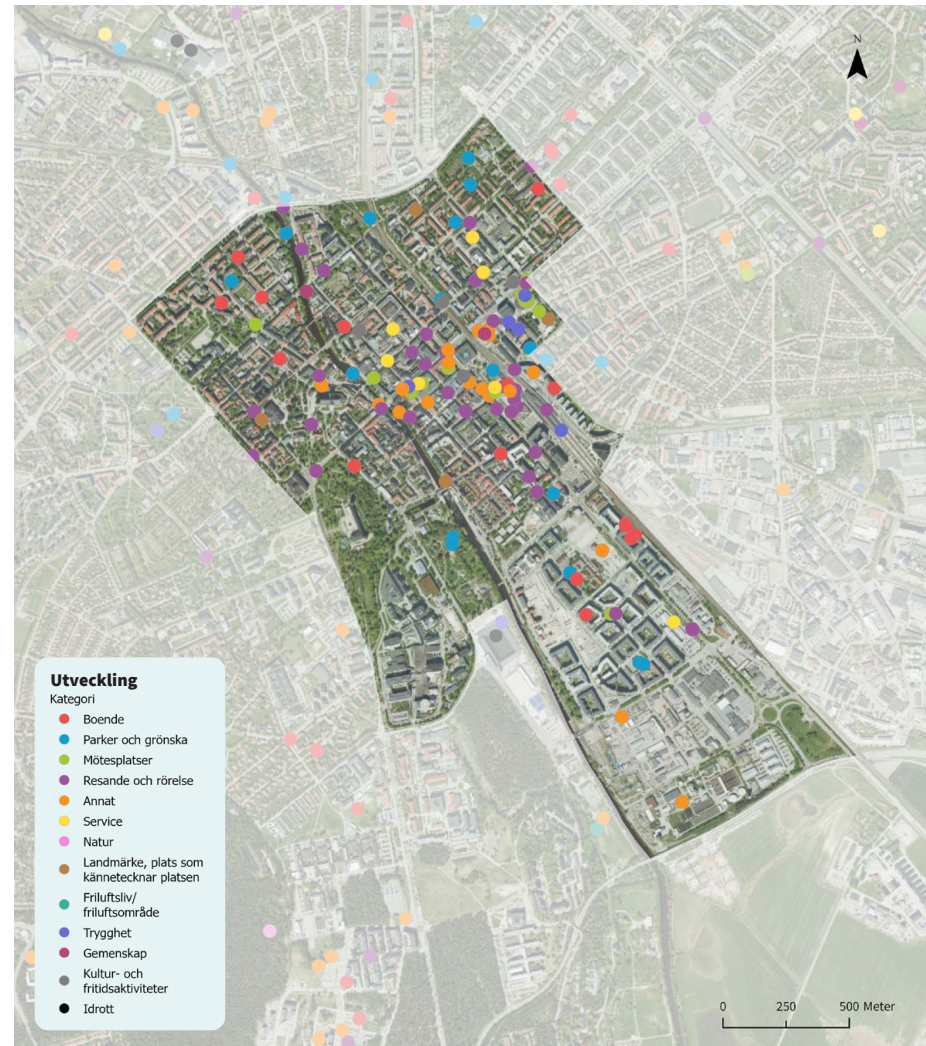 N
Utveckling
Kategori
Boende
Parker och grönska
Mötesplatser
Resande och rörelse
Annat
Service
Natur
Landmärke, plats som
kännetecknar platsen
Friluftsliv/
friluftsområde
Trygghet
Gemenskap
Kultur- och
fritidsaktiviteter
Idrott
0 250 500 Meter